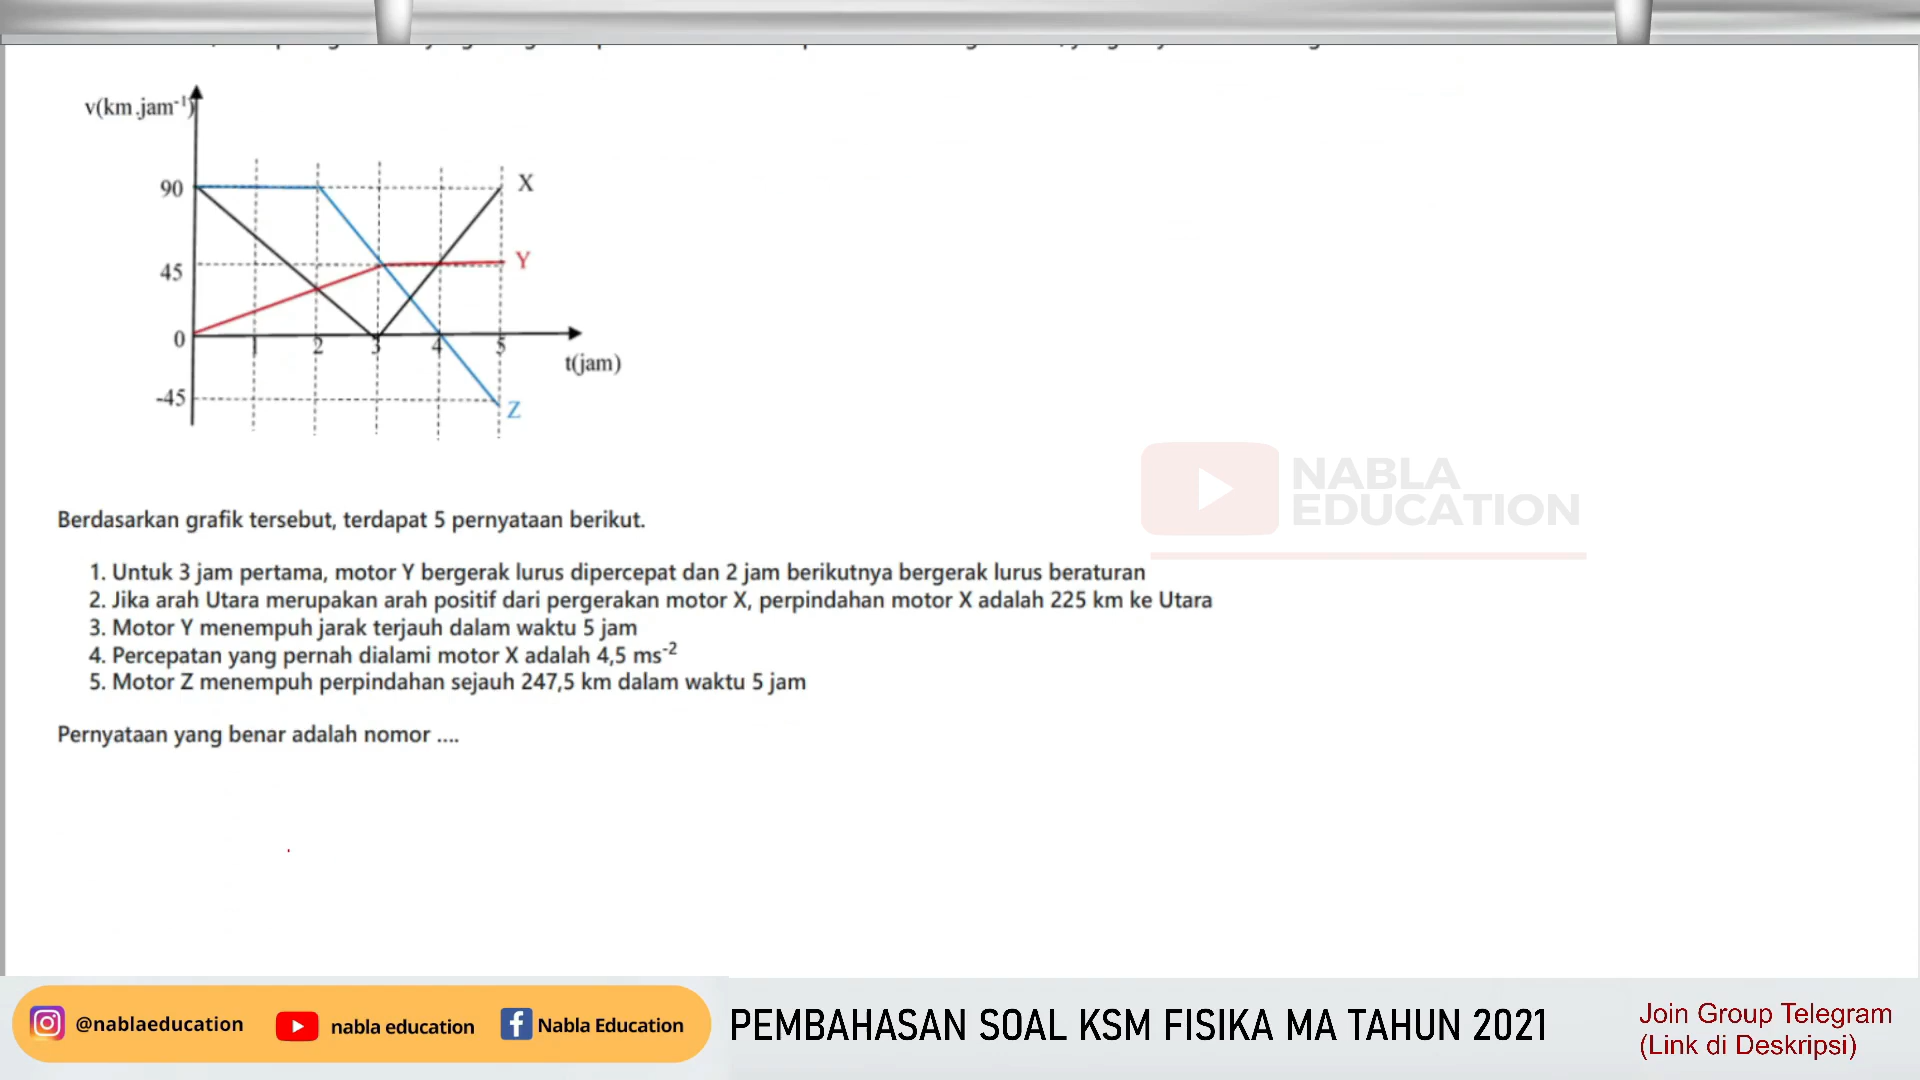 v(km.jam⁻¹)
90
45
0
-45
1
2
3
4
5
X
Y
Z
t(jam)
NABLA
EDUCATION
Berdasarkan grafik tersebut, terdapat 5 pernyataan berikut.
1. Untuk 3 jam pertama, motor Y bergerak lurus dipercepat dan 2 jam berikutnya bergerak lurus beraturan
2. Jika arah Utara merupakan arah positif dari pergerakan motor X, perpindahan motor X adalah 225 km ke Utara
3. Motor Y menempuh jarak terjauh dalam waktu 5 jam
4. Percepatan yang pernah dialami motor X adalah 4,5 ms⁻²
5. Motor Z menempuh perpindahan sejauh 247,5 km dalam waktu 5 jam
Pernyataan yang benar adalah nomor ....
@nablaeducation
nabla education
Nabla Education
PEMBAHASAN SOAL KSM FISIKA MA TAHUN 2021
Join Group Telegram
(Link di Deskripsi)